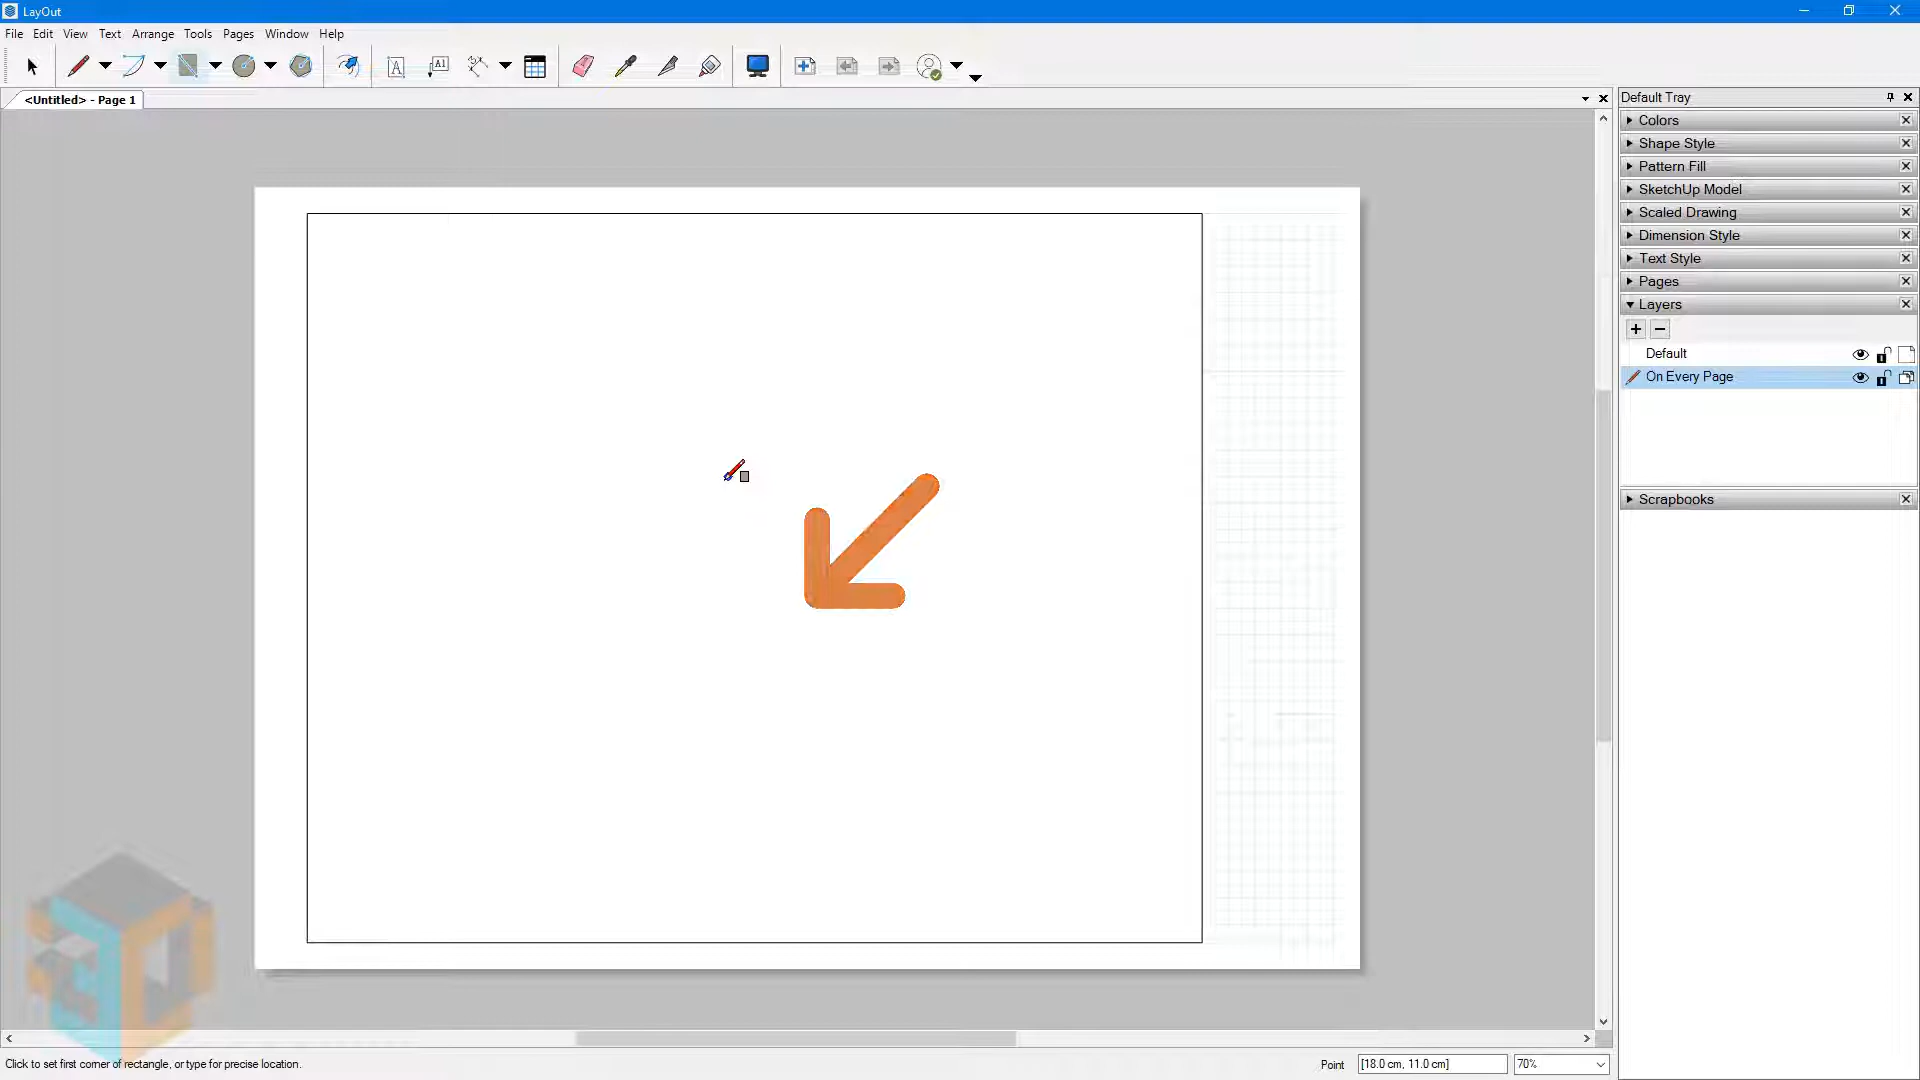 LayOut
File Edit View Text Arrange Tools Pages Window Help
A A1
<Untitled> - Page 1
Default Tray
Colors
Shape Style
Pattern Fill
SketchUp Model
Scaled Drawing
Dimension Style
Text Style
Pages
Layers
Default
On Every Page
Scrapbooks
Click to set first corner of rectangle, or type for precise location.
Point [18.0 cm, 11.0 cm] 70%